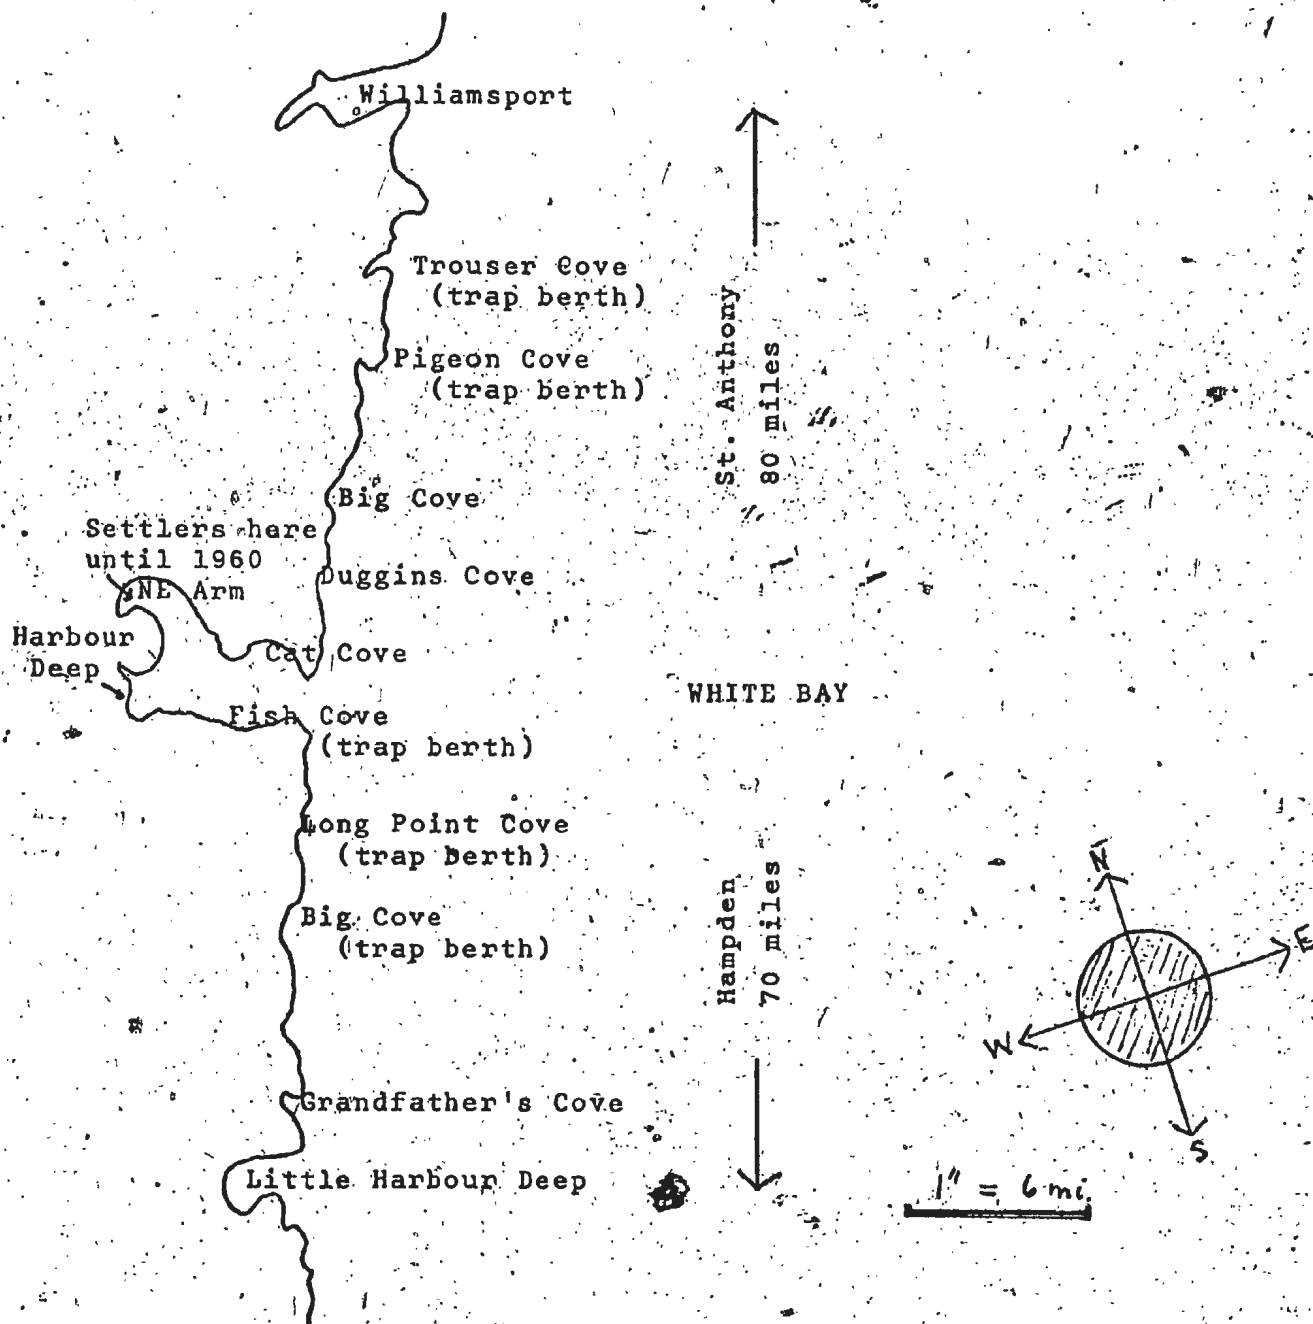 Williamsport
Trouser Cove
(trap berth)
Pigeon Cove
(trap berth)
St. Anthony
80 miles
Big Cove
Settlers here
until 1960
NE Arm
Duggins Cove
Harbour
Deep
Cat Cove
WHITE BAY
Fish Cove
(trap berth)
Long Point Cove
(trap berth)
Big Cove
(trap berth)
Hampden
70 miles
N
E
W
S
Grandfather's Cove
Little Harbour Deep
1" = 6 mi.